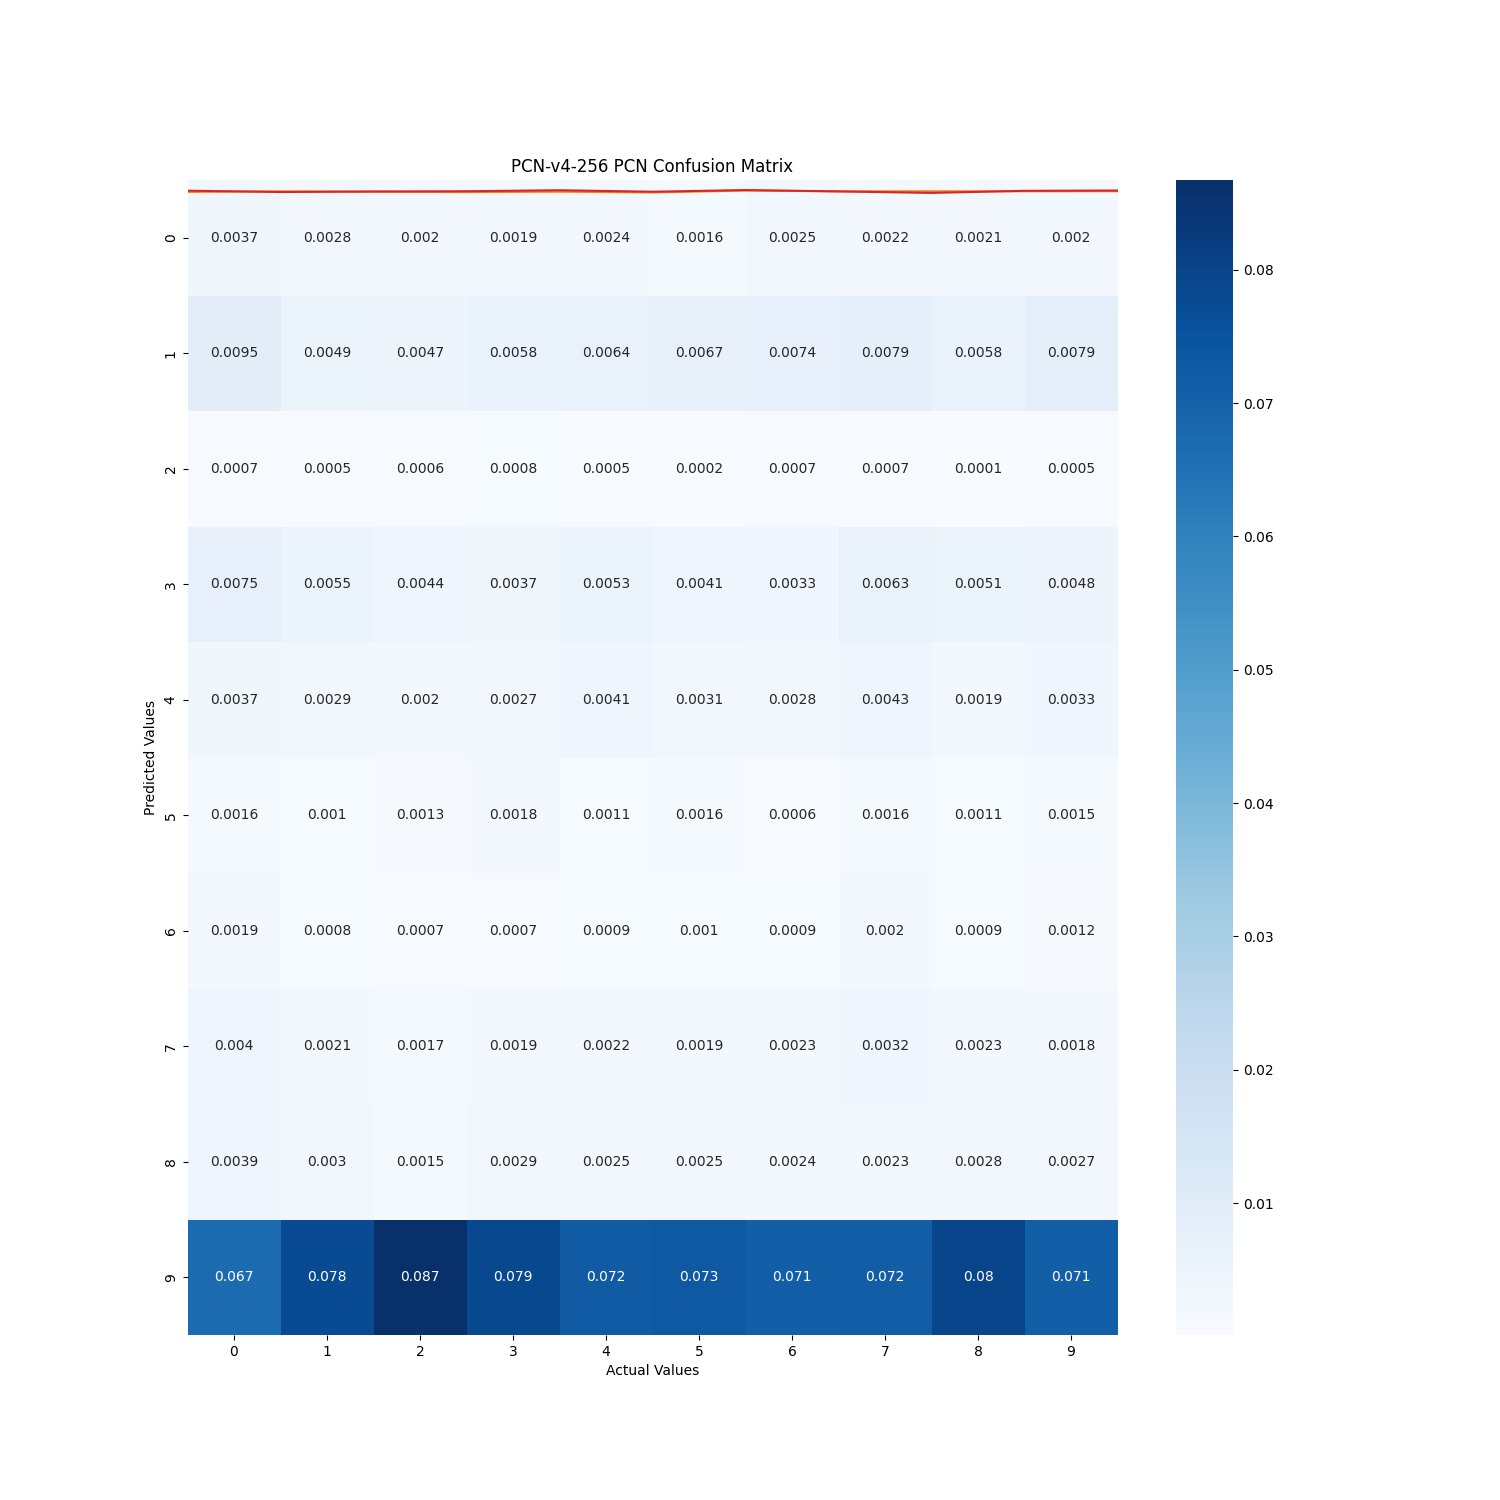 PCN-v4-256 PCN Confusion Matrix
0 0.0037 0.0028 0.002 0.0019 0.0024 0.0016 0.0025 0.0022 0.0021 0.002
1 0.0095 0.0049 0.0047 0.0058 0.0064 0.0067 0.0074 0.0079 0.0058 0.0079
2 0.0007 0.0005 0.0006 0.0008 0.0005 0.0002 0.0007 0.0007 0.0001 0.0005
3 0.0075 0.0055 0.0044 0.0037 0.0053 0.0041 0.0033 0.0063 0.0051 0.0048
4 0.0037 0.0029 0.002 0.0027 0.0041 0.0031 0.0028 0.0043 0.0019 0.0033
Predicted Values
5 0.0016 0.001 0.0013 0.0018 0.0011 0.0016 0.0006 0.0016 0.0011 0.0015
6 0.0019 0.0008 0.0007 0.0007 0.0009 0.001 0.0009 0.002 0.0009 0.0012
7 0.004 0.0021 0.0017 0.0019 0.0022 0.0019 0.0023 0.0032 0.0023 0.0018
8 0.0039 0.003 0.0015 0.0029 0.0025 0.0025 0.0024 0.0023 0.0028 0.0027
9 0.067 0.078 0.087 0.079 0.072 0.073 0.071 0.072 0.08 0.071
0 1 2 3 4 5 6 7 8 9
Actual Values
0.08
0.07
0.06
0.05
0.04
0.03
0.02
0.01